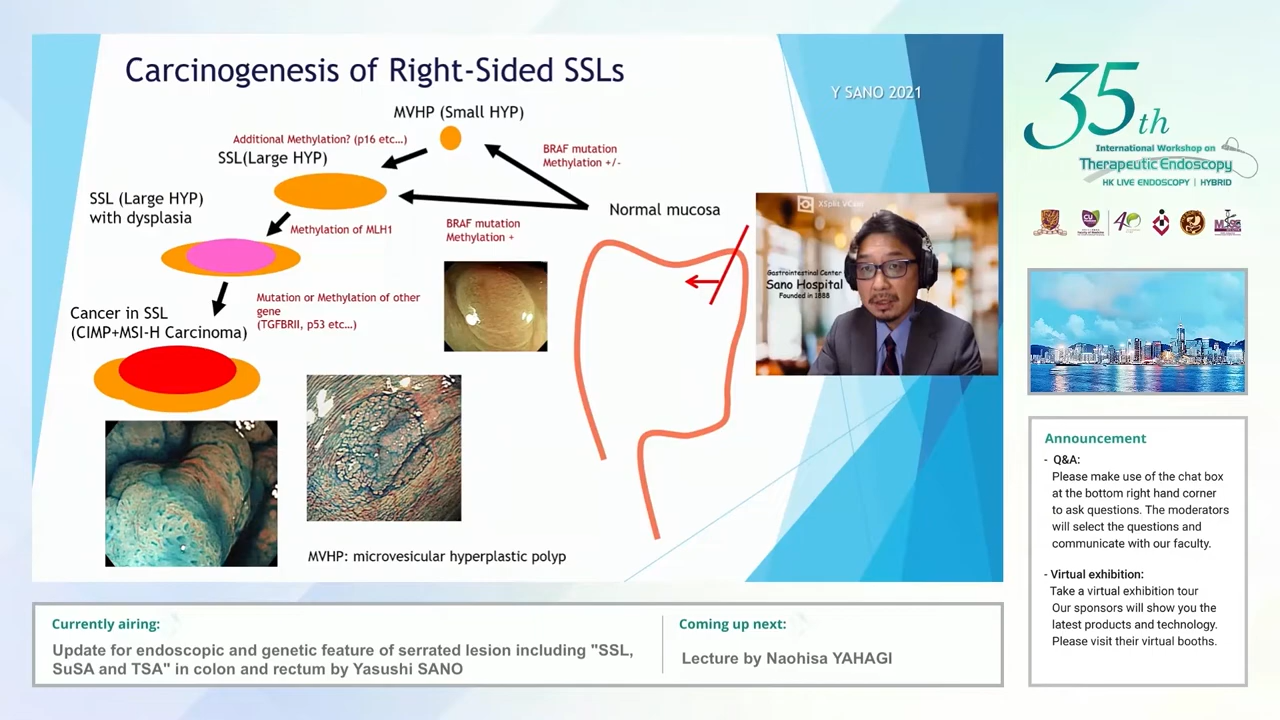 Carcinogenesis of Right-Sided SSLs
Y SANO 2021
MVHP (Small HYP)
Additional Methylation? (p16 etc…)
SSL(Large HYP)
BRAF mutation
Methylation +/-
SSL (Large HYP)
with dysplasia
Methylation of MLH1
BRAF mutation
Methylation +
Normal mucosa
Cancer in SSL
(CIMP+MSI-H Carcinoma)
Mutation or Methylation of other
gene
(TGFBRII, p53 etc…)
MVHP: microvesicular hyperplastic polyp
XSplit VCam
Gastrointestinal Center
Sano Hospital
Founded in 1888
35th
International Workshop on
Therapeutic Endoscopy
HK LIVE ENDOSCOPY | HYBRID
Announcement
- Q&A:
Please make use of the chat box
at the bottom right hand corner
to ask questions. The moderators
will select the questions and
communicate with our faculty.
- Virtual exhibition:
Take a virtual exhibition tour
Our sponsors will show you the
latest products and technology.
Please visit their virtual booths.
Currently airing:
Update for endoscopic and genetic feature of serrated lesion including "SSL,
SuSA and TSA" in colon and rectum by Yasushi SANO
Coming up next:
Lecture by Naohisa YAHAGI